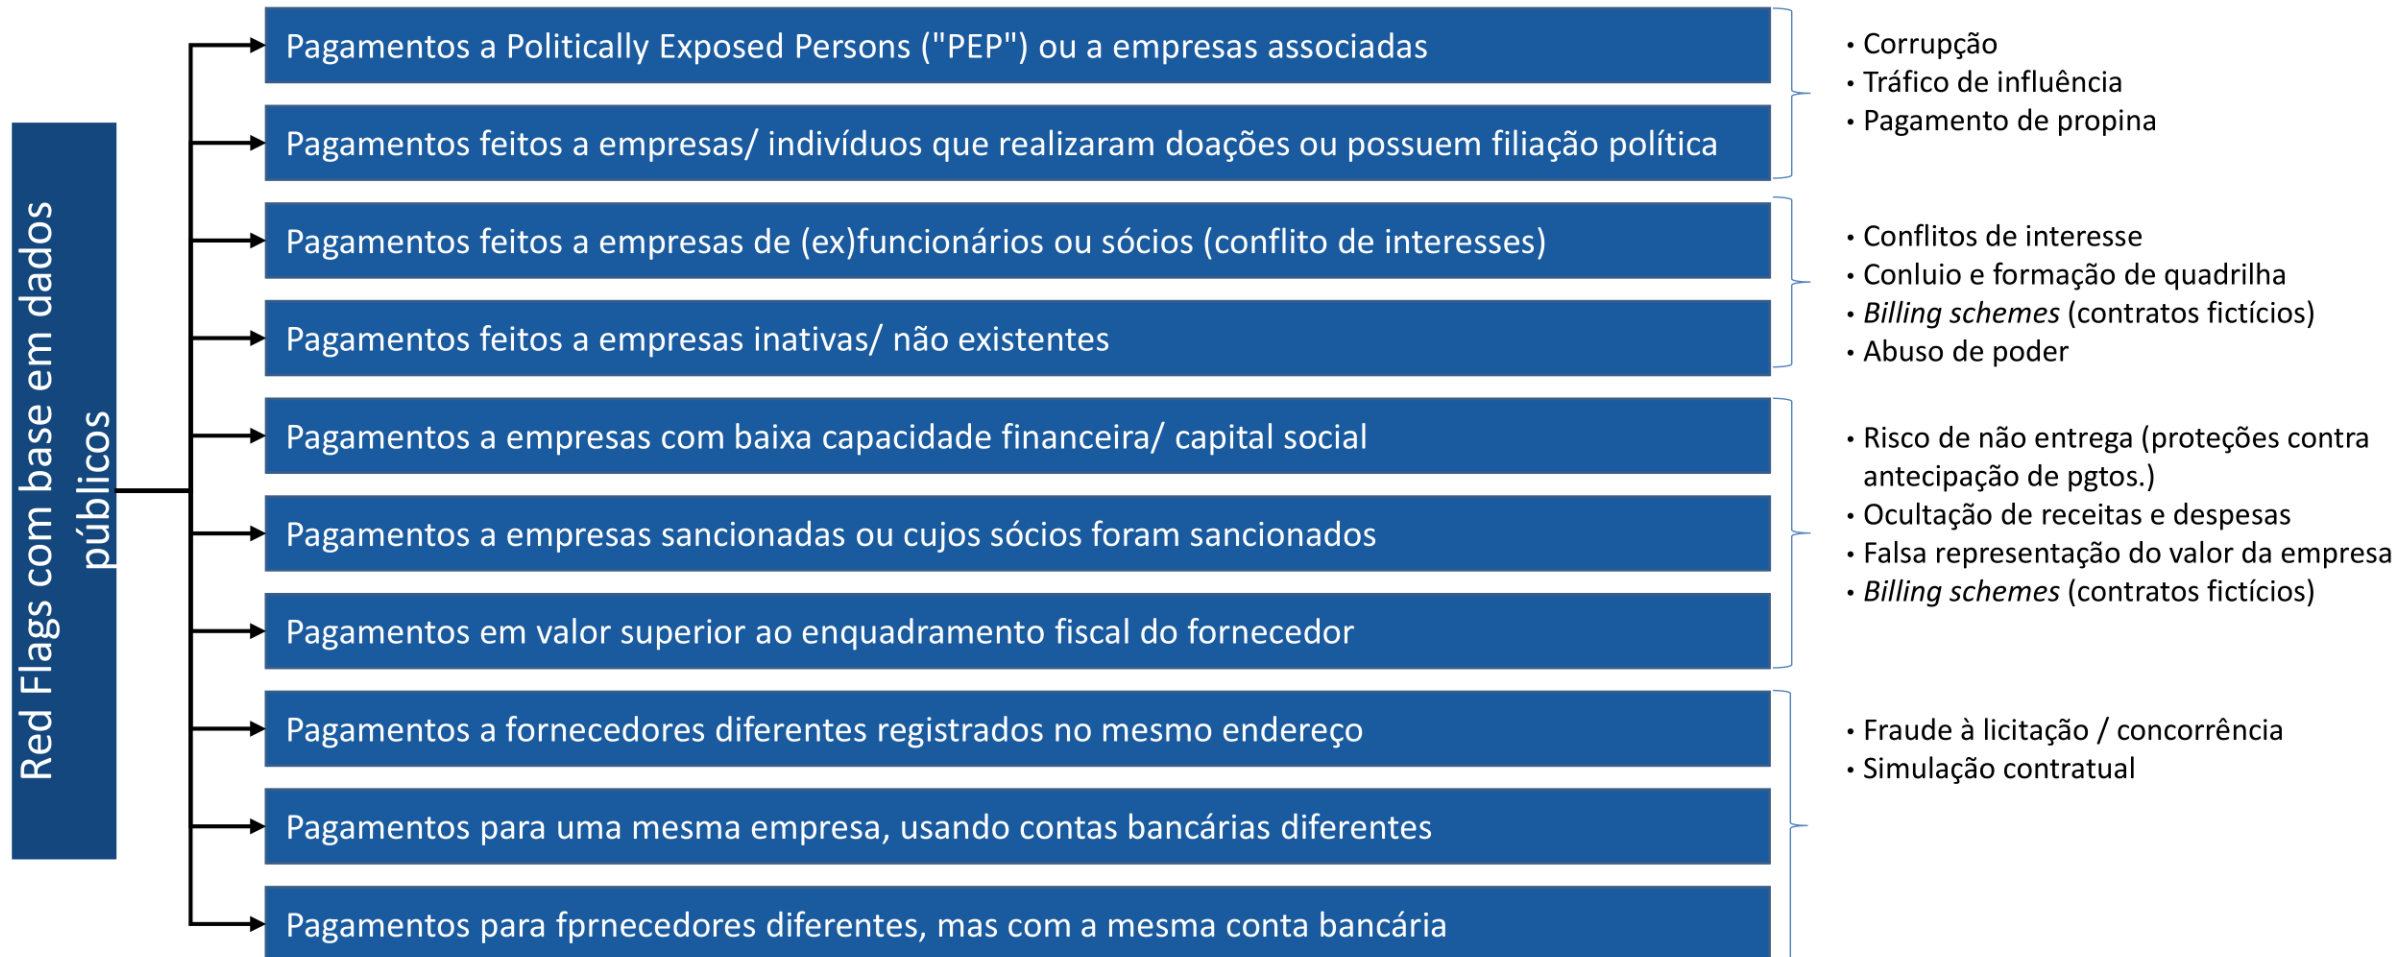 Red Flags com base em dados
públicos
Pagamentos a Politically Exposed Persons ("PEP") ou a empresas associadas
Pagamentos feitos a empresas/ indivíduos que realizaram doações ou possuem filiação política
• Corrupção
• Tráfico de influência
• Pagamento de propina
Pagamentos feitos a empresas de (ex)funcionários ou sócios (conflito de interesses)
Pagamentos feitos a empresas inativas/ não existentes
• Conflitos de interesse
• Conluio e formação de quadrilha
• Billing schemes (contratos fictícios)
• Abuso de poder
Pagamentos a empresas com baixa capacidade financeira/ capital social
Pagamentos a empresas sancionadas ou cujos sócios foram sancionados
Pagamentos em valor superior ao enquadramento fiscal do fornecedor
• Risco de não entrega (proteções contra
antecipação de pgtos.)
• Ocultação de receitas e despesas
• Falsa representação do valor da empresa
• Billing schemes (contratos fictícios)
Pagamentos a fornecedores diferentes registrados no mesmo endereço
Pagamentos para uma mesma empresa, usando contas bancárias diferentes
Pagamentos para fprnecedores diferentes, mas com a mesma conta bancária
• Fraude à licitação / concorrência
• Simulação contratual